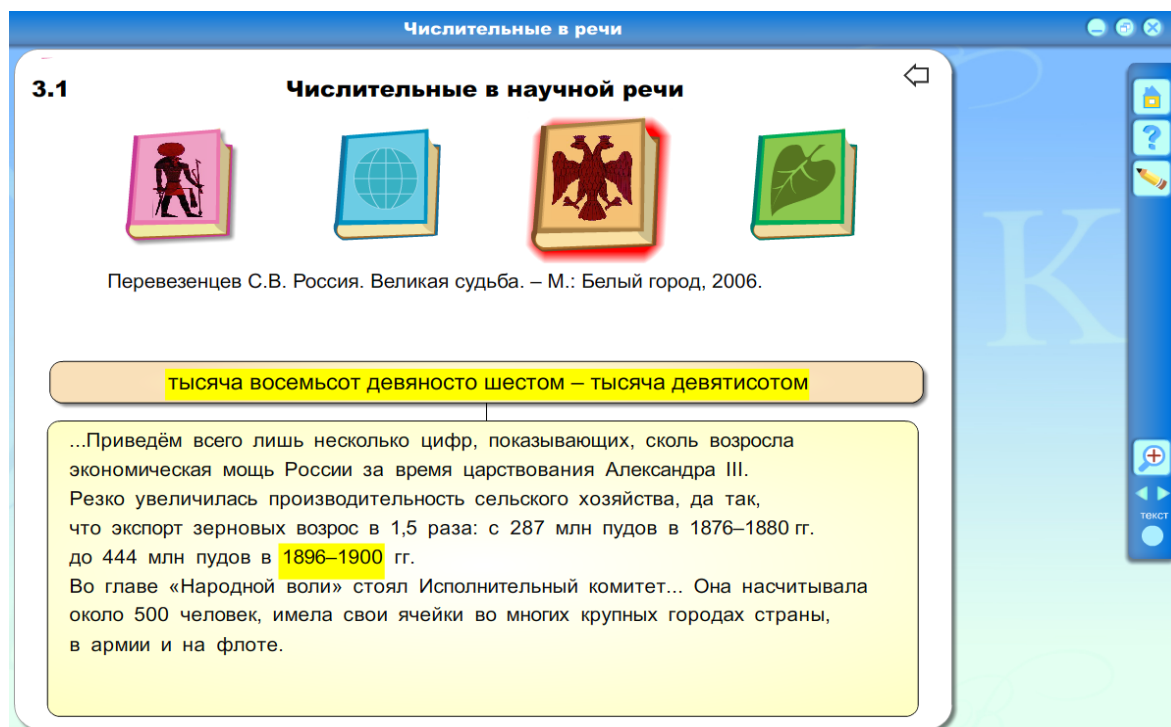 Числительные в речи
3.1 Числительные в научной речи
Перевезенцев С.В. Россия. Великая судьба. – М.: Белый город, 2006.
тысяча восемьсот девяносто шестом – тысяча девятисотом
...Приведём всего лишь несколько цифр, показывающих, сколь возросла
экономическая мощь России за время царствования Александра III.
Резко увеличилась производительность сельского хозяйства, да так,
что экспорт зерновых возрос в 1,5 раза: с 287 млн пудов в 1876–1880 гг.
до 444 млн пудов в 1896–1900 гг.
Во главе «Народной воли» стоял Исполнительный комитет... Она насчитывала
около 500 человек, имела свои ячейки во многих крупных городах страны,
в армии и на флоте.
К
?
текст